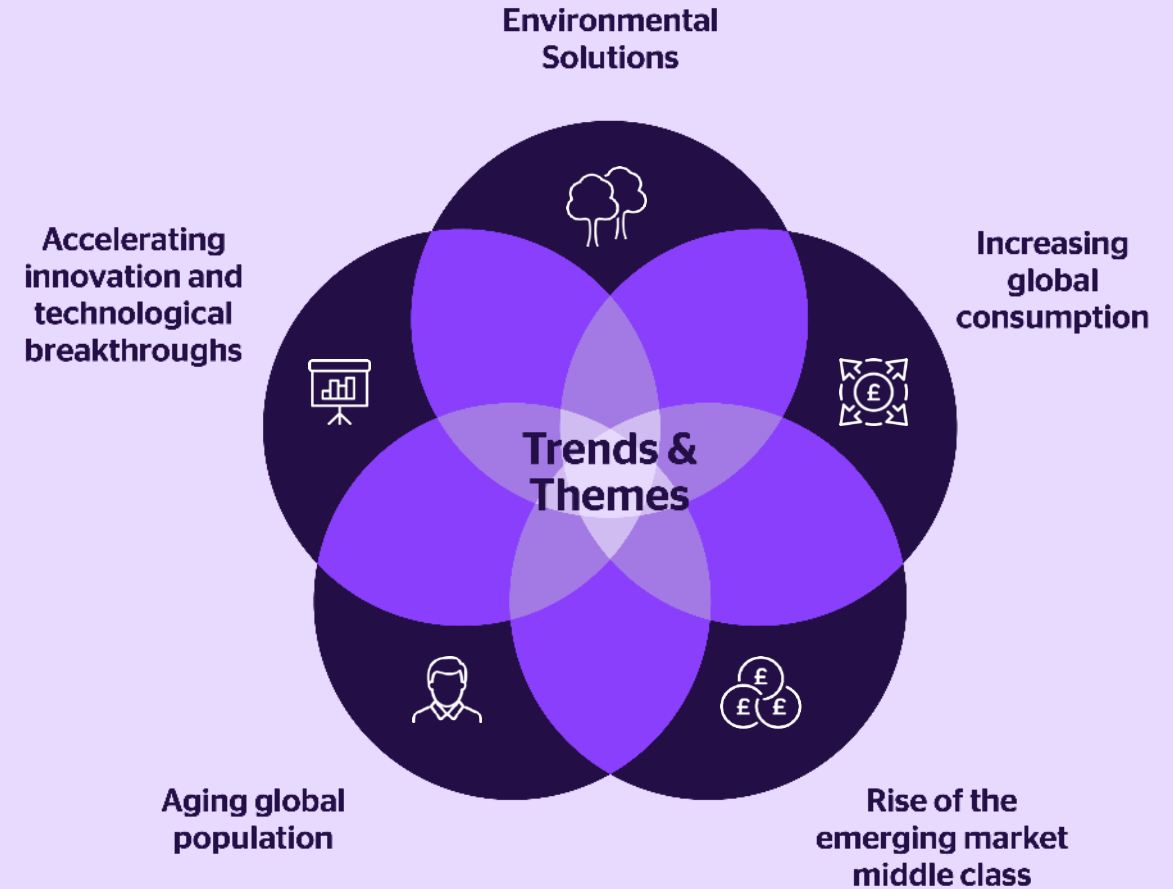 Environmental
Solutions
Accelerating
innovation and
technological
breakthroughs
Increasing
global
consumption
£
Trends &
Themes
£
£
£
Aging global
population
Rise of the
emerging market
middle class